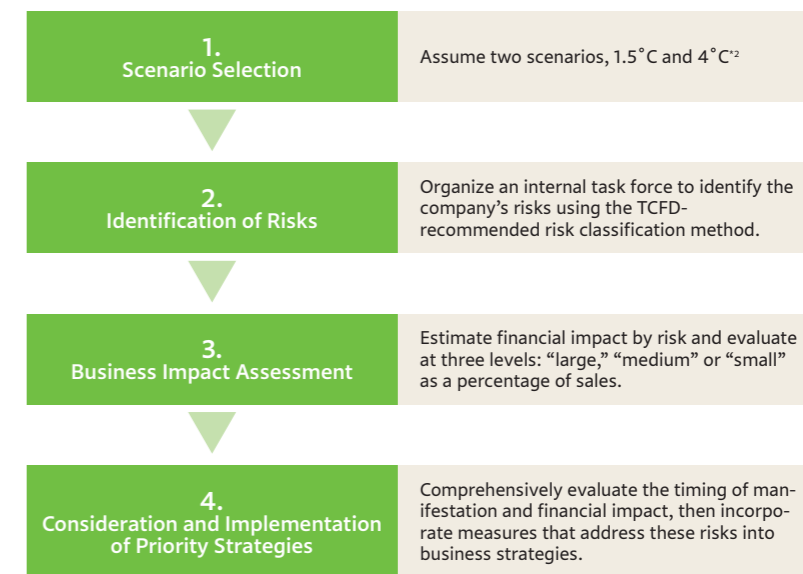 1.
Scenario Selection
Assume two scenarios, 1.5˚C and 4˚C*2
2.
Identification of Risks
Organize an internal task force to identify the
company’s risks using the TCFD-
recommended risk classification method.
3.
Business Impact Assessment
Estimate financial impact by risk and evaluate
at three levels: “large,” “medium” or “small”
as a percentage of sales.
4.
Consideration and Implementation
of Priority Strategies
Comprehensively evaluate the timing of man-
ifestation and financial impact, then incorpo-
rate measures that address these risks into
business strategies.